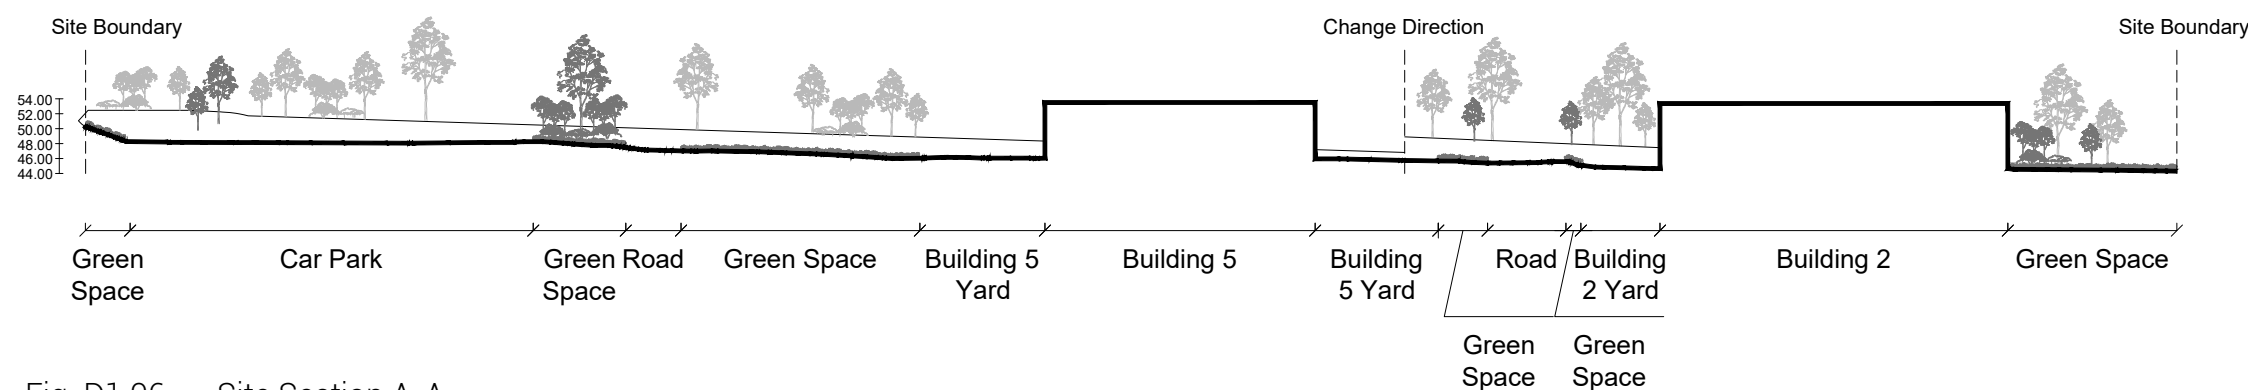 Site Boundary
Change Direction
Site Boundary
54.00
52.00
50.00
48.00
46.00
44.00
Green
Space
Car Park
Green
Space
Road
Green Space
Building 5
Yard
Building 5
Building
5 Yard
Road
Building
2 Yard
Building 2
Green Space
Green
Space
Green
Space
Site Section A-A